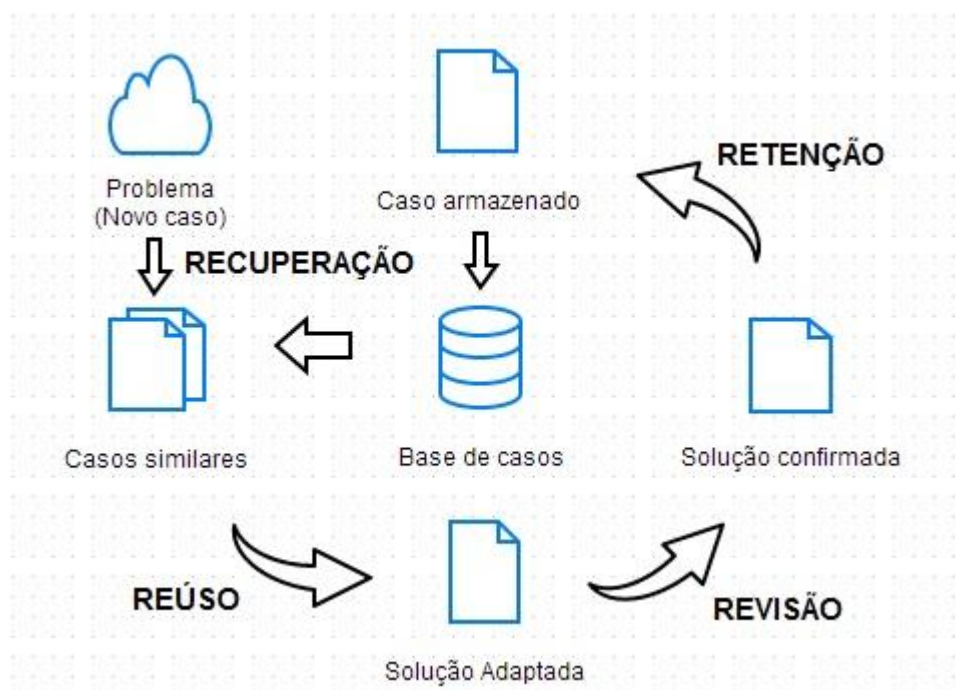 RETENÇÃO
Problema
(Novo caso)
Caso armazenado
RECUPERAÇÃO
Casos similares
Base de casos
Solução confirmada
REÚSO
REVISÃO
Solução Adaptada